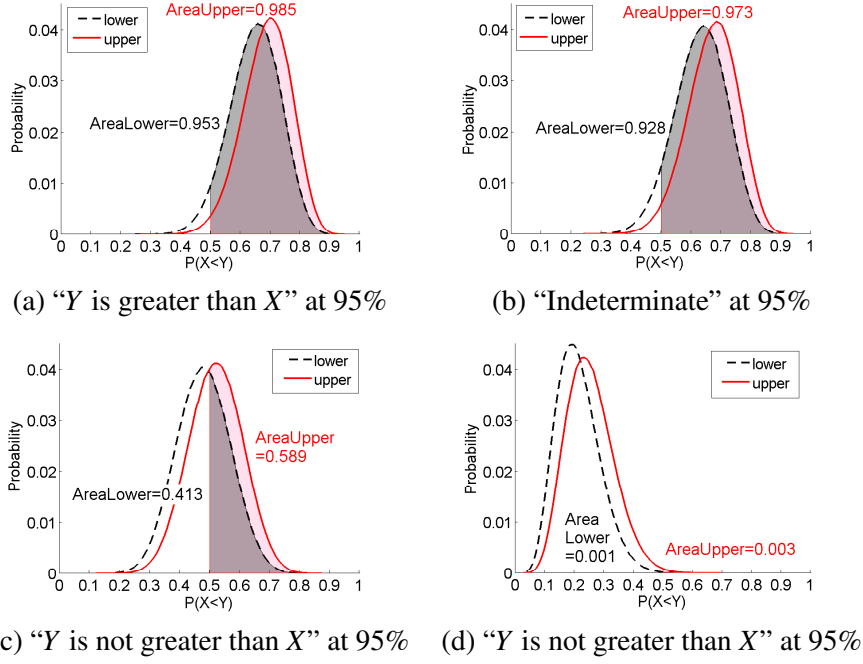 AreaUpper=0.985
lower
upper
AreaLower=0.953
Probability
0.04
0.03
0.02
0.01
0
0 0.1 0.2 0.3 0.4 0.5 0.6 0.7 0.8 0.9 1
P(X<Y)
(a) “Y is greater than X” at 95%
AreaUpper=0.973
lower
upper
AreaLower=0.928
Probability
0.04
0.03
0.02
0.01
0
0 0.1 0.2 0.3 0.4 0.5 0.6 0.7 0.8 0.9 1
P(X<Y)
(b) “Indeterminate” at 95%
lower
upper
AreaUpper
=0.589
AreaLower=0.413
Probability
0.04
0.03
0.02
0.01
0
0 0.1 0.2 0.3 0.4 0.5 0.6 0.7 0.8 0.9 1
P(X<Y)
c) “Y is not greater than X” at 95%
lower
upper
Area
Lower
=0.001
AreaUpper=0.003
Probability
0.04
0.03
0.02
0.01
0
0 0.1 0.2 0.3 0.4 0.5 0.6 0.7 0.8 0.9 1
P(X<Y)
(d) “Y is not greater than X” at 95%